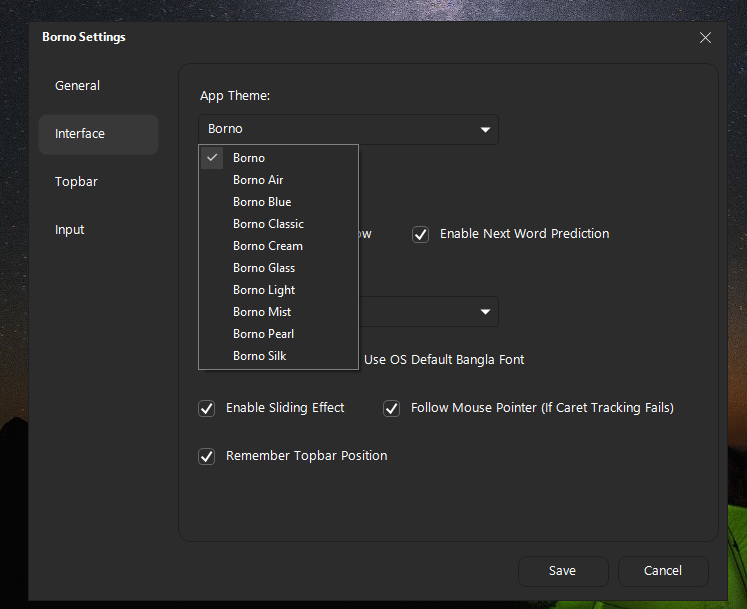 Borno Settings
General
Interface
Topbar
Input
App Theme:
Borno
Borno
Borno Air
Borno Blue
Borno Classic
Borno Cream
Borno Glass
Borno Light
Borno Mist
Borno Pearl
Borno Silk
Enable Next Word Prediction
Use OS Default Bangla Font
Enable Sliding Effect Follow Mouse Pointer (If Caret Tracking Fails)
Remember Topbar Position
Save Cancel